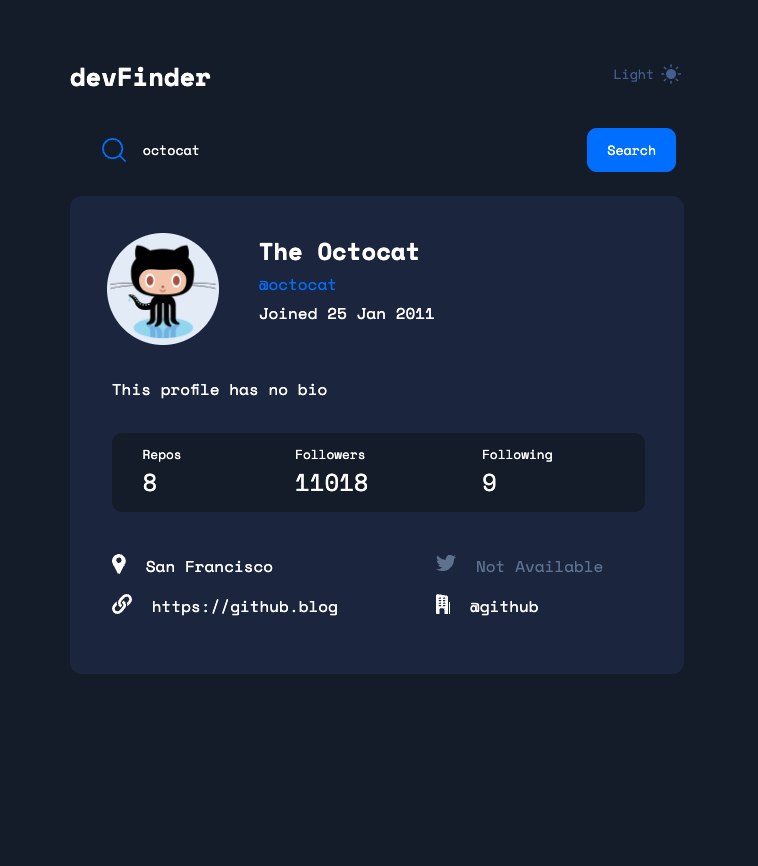 devFinder
Light
octocat
Search
The Octocat
@octocat
Joined 25 Jan 2011
This profile has no bio
Repos Followers Following
8 11018 9
San Francisco Not Available
https://github.blog @github